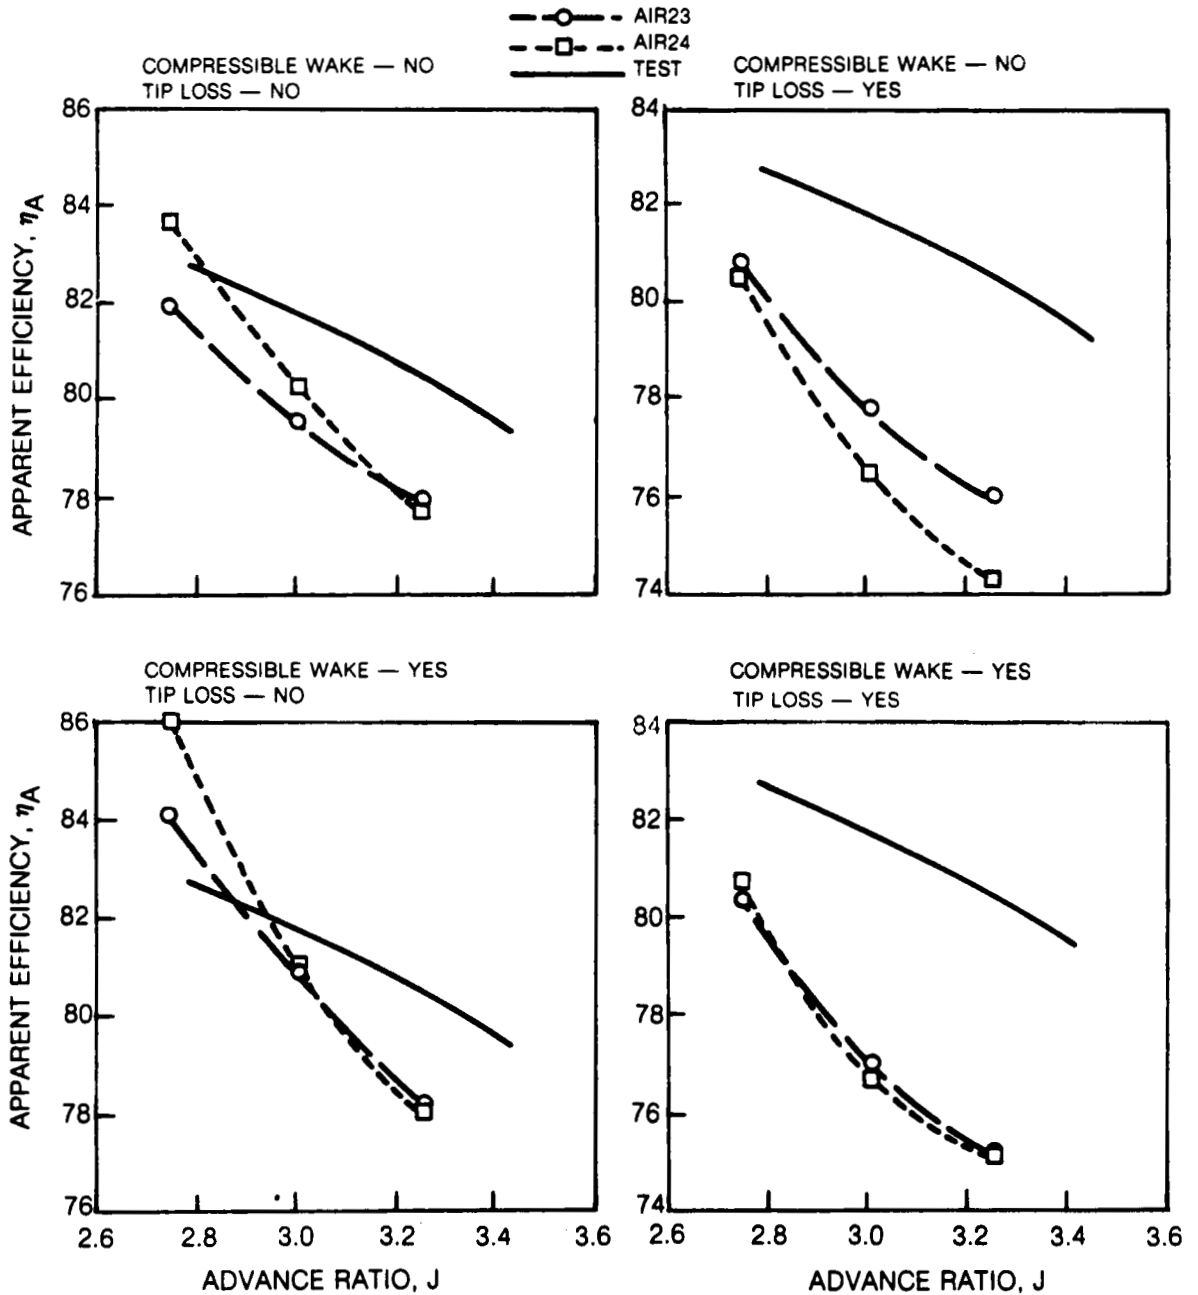 AIR23
AIR24
TEST
COMPRESSIBLE WAKE — NO
TIP LOSS — NO
86
84
82
80
78
76
APPARENT EFFICIENCY, ηA
COMPRESSIBLE WAKE — NO
TIP LOSS — YES
84
82
80
78
76
74
COMPRESSIBLE WAKE — YES
TIP LOSS — NO
86
84
82
80
78
76
APPARENT EFFICIENCY, ηA
2.6 2.8 3.0 3.2 3.4
ADVANCE RATIO, J
COMPRESSIBLE WAKE — YES
TIP LOSS — YES
84
82
80
78
76
74
2.6 2.8 3.0 3.2 3.4 3.6
ADVANCE RATIO, J